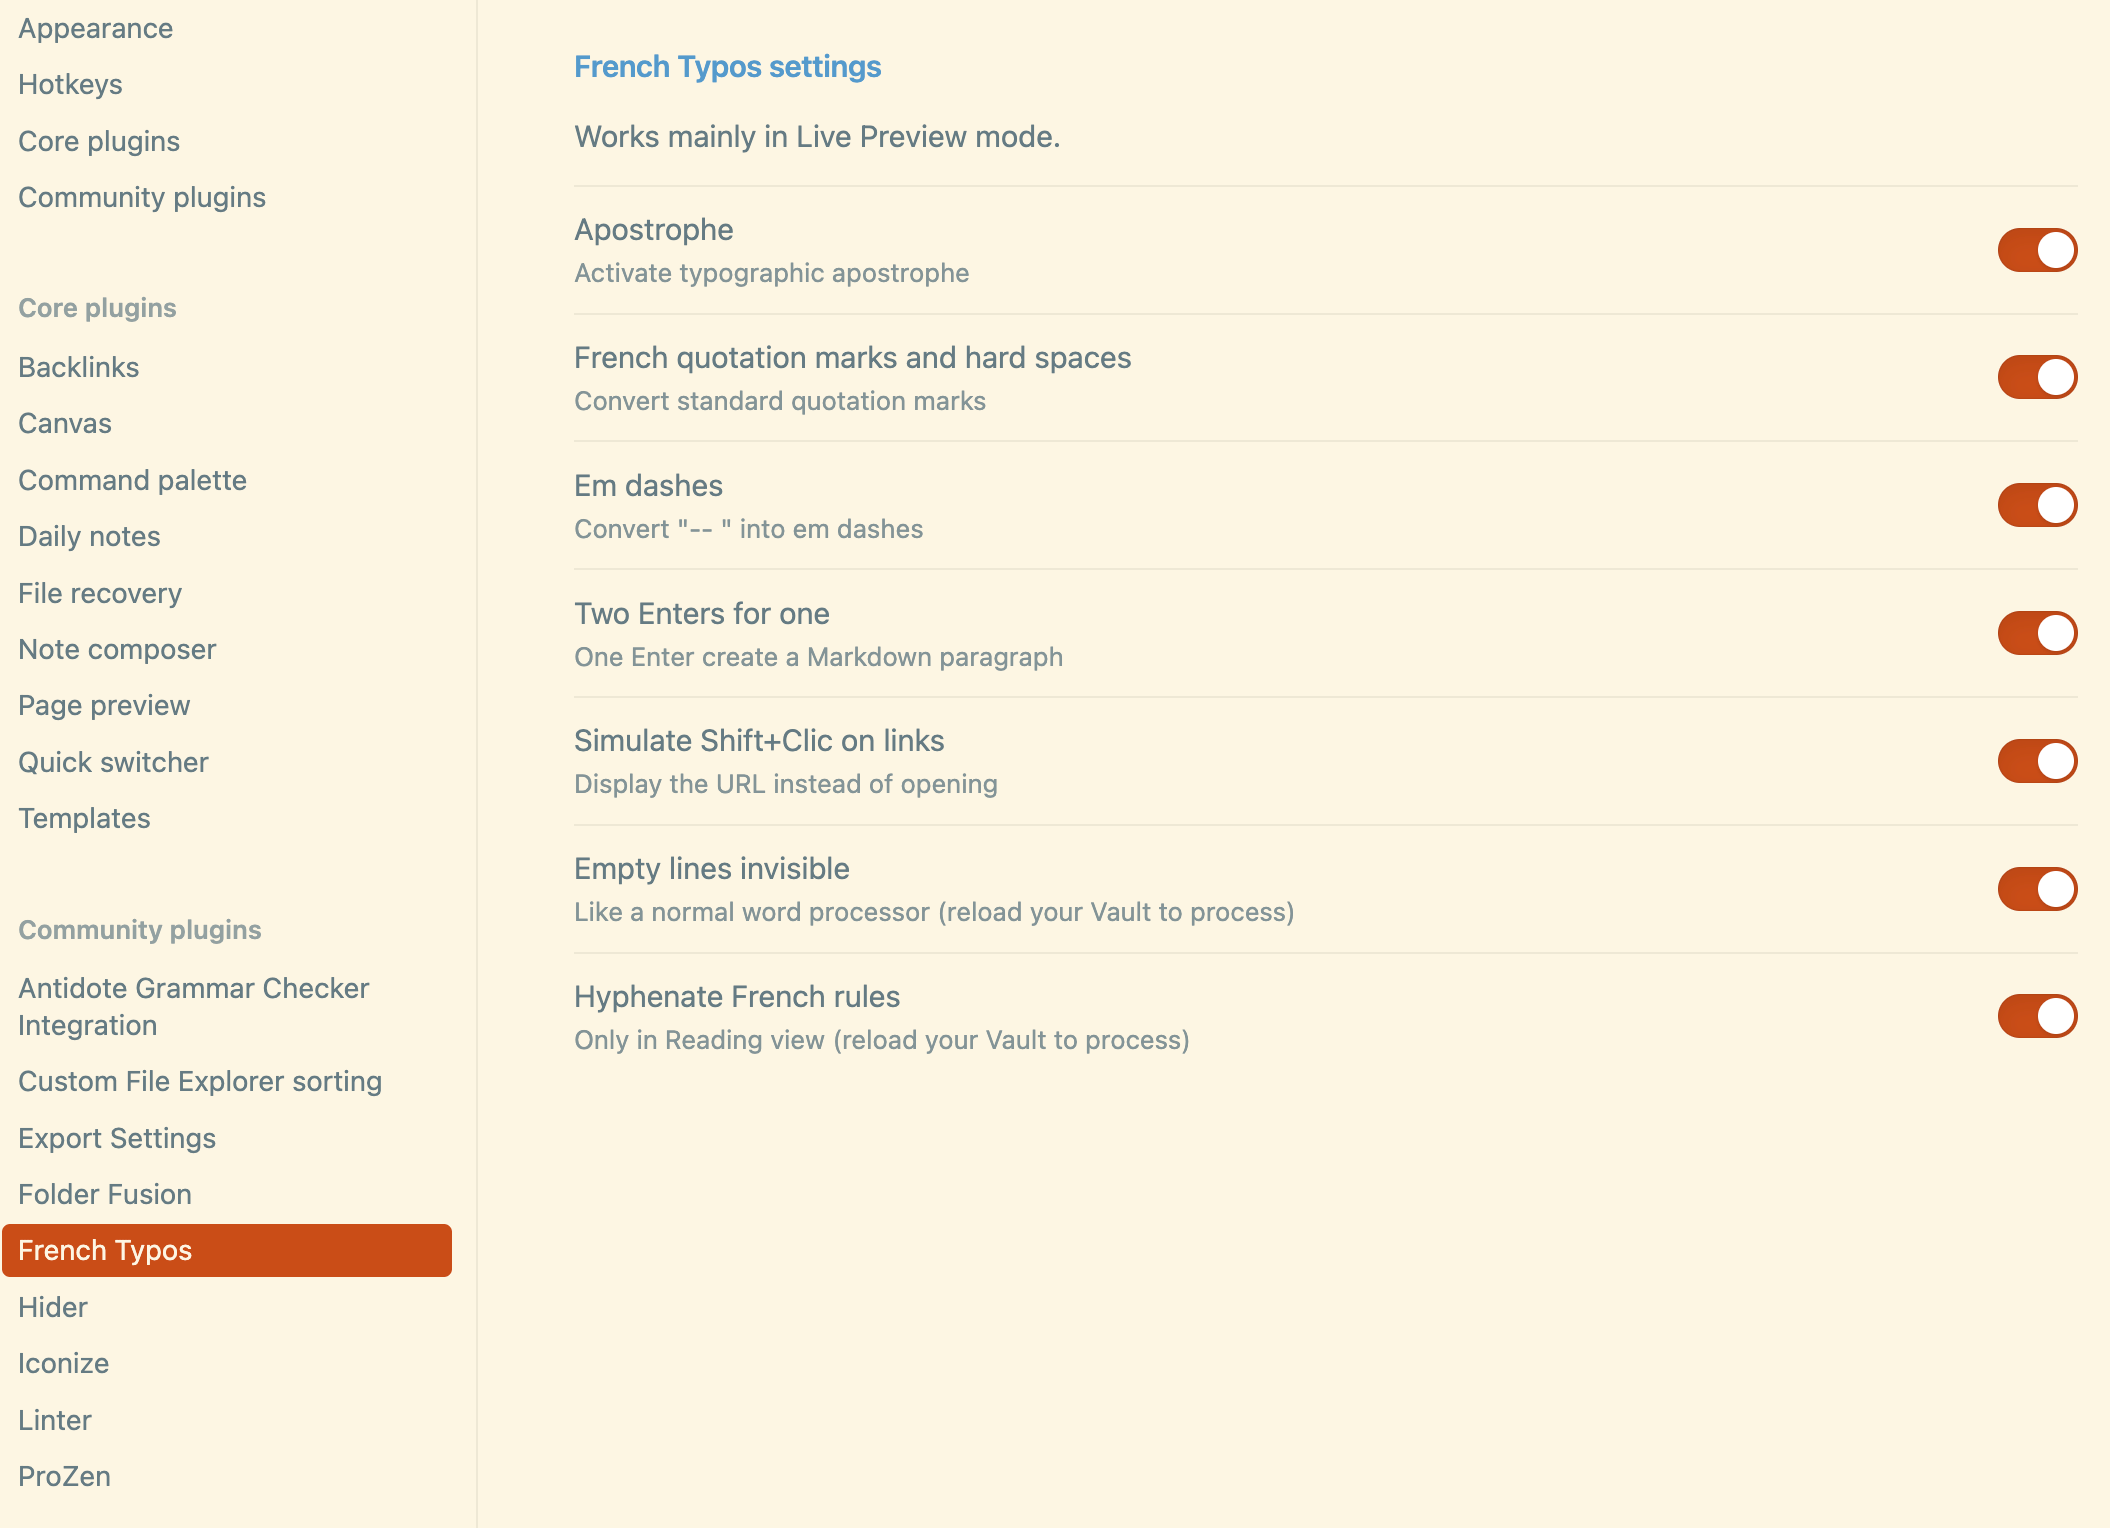 Appearance
Hotkeys
Core plugins
Community plugins
Core plugins
Backlinks
Canvas
Command palette
Daily notes
File recovery
Note composer
Page preview
Quick switcher
Templates
Community plugins
Antidote Grammar Checker
Integration
Custom File Explorer sorting
Export Settings
Folder Fusion
French Typos
Hider
Iconize
Linter
ProZen
French Typos settings
Works mainly in Live Preview mode.
Apostrophe
Activate typographic apostrophe
French quotation marks and hard spaces
Convert standard quotation marks
Em dashes
Convert "-- " into em dashes
Two Enters for one
One Enter create a Markdown paragraph
Simulate Shift+Clic on links
Display the URL instead of opening
Empty lines invisible
Like a normal word processor (reload your Vault to process)
Hyphenate French rules
Only in Reading view (reload your Vault to process)